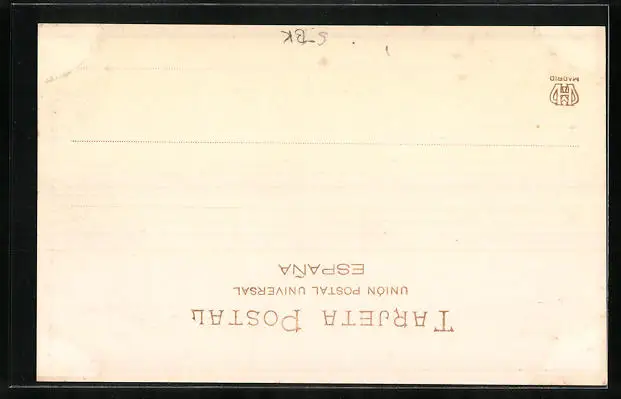 TARJETA POSTAL
UNIÓN POSTAL UNIVERSAL
ESPAÑA
MADRID